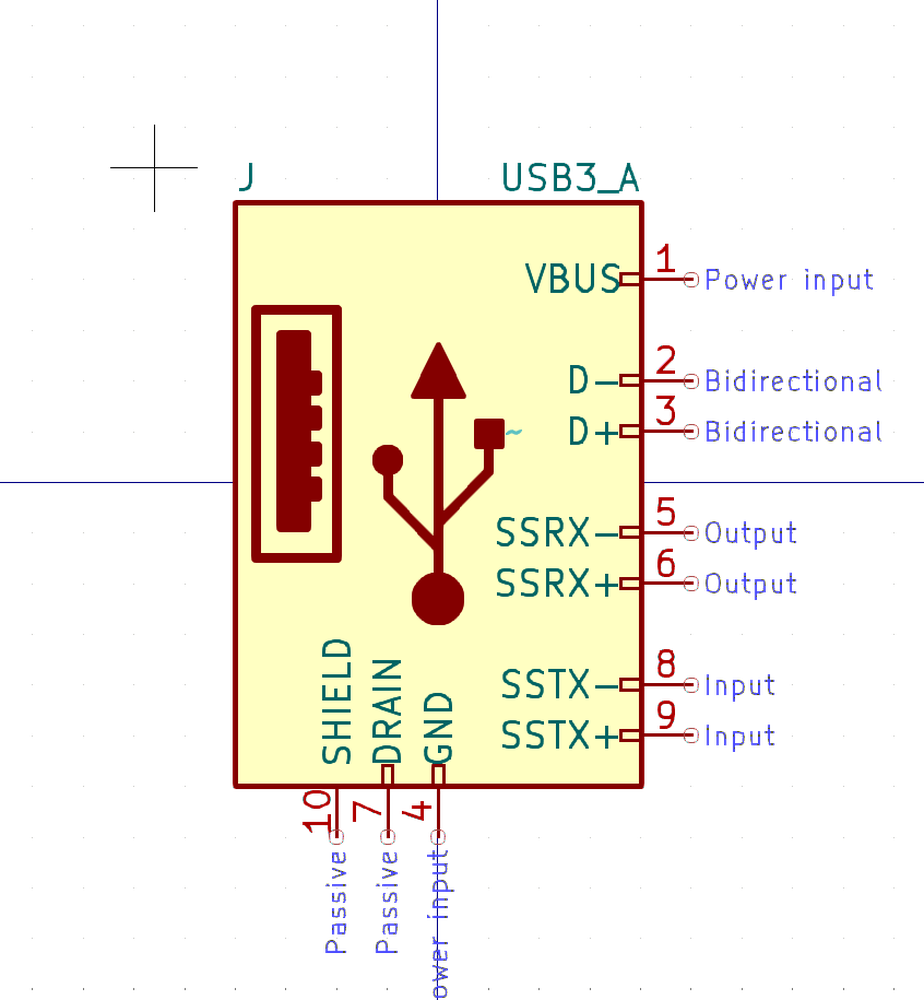 J USB3_A
VBUS 1 Power input
D- 2 Bidirectional
D+ 3 Bidirectional
SSRX- 5 Output
SSRX+ 6 Output
SSTX- 8 Input
SSTX+ 9 Input
SHIELD 10 Passive
DRAIN 7 Passive
GND 4 ower input
~